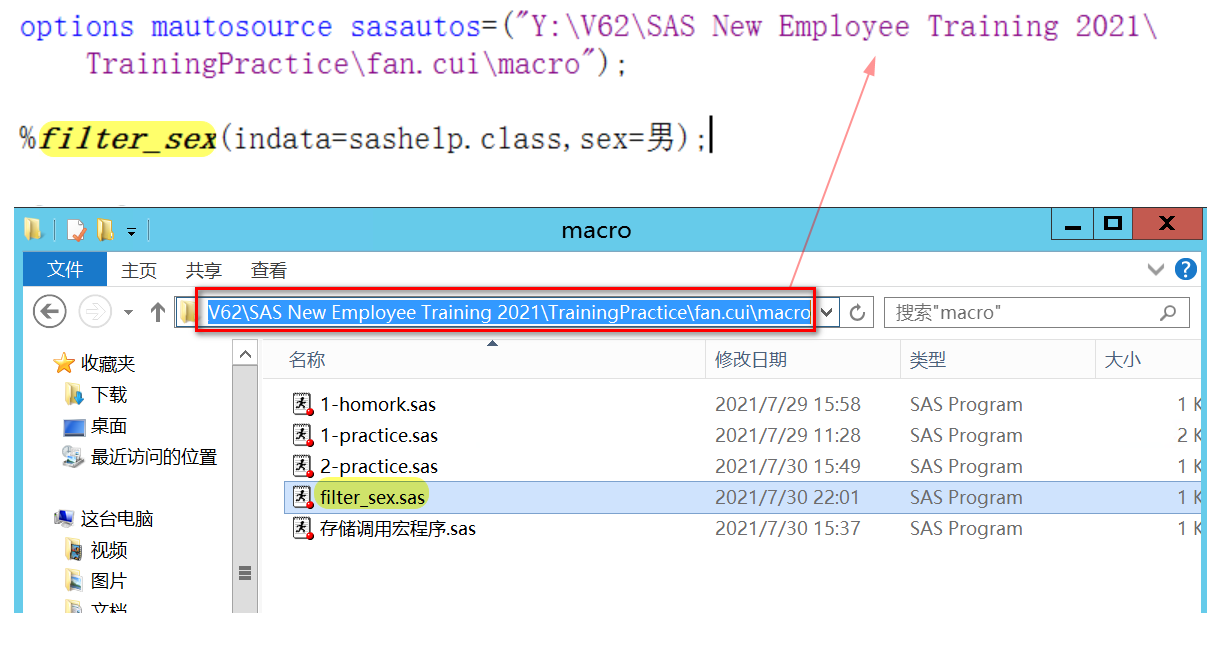 options mautosource sasautos=("Y:\V62\SAS New Employee Training 2021\
TrainingPractice\fan.cui\macro");
%filter_sex(indata=sashelp.class,sex=男);
macro
文件 主页 共享 查看
V62\SAS New Employee Training 2021\TrainingPractice\fan.cui\macro 搜索"macro"
收藏夹
下载
桌面
最近访问的位置
这台电脑
视频
图片
文档
名称 修改日期 类型 大小
1-homork.sas 2021/7/29 15:58 SAS Program 1 K
1-practice.sas 2021/7/29 11:28 SAS Program 2 K
2-practice.sas 2021/7/30 15:49 SAS Program 1 K
filter_sex.sas 2021/7/30 22:01 SAS Program 1 K
存储调用宏程序.sas 2021/7/30 15:37 SAS Program 1 K